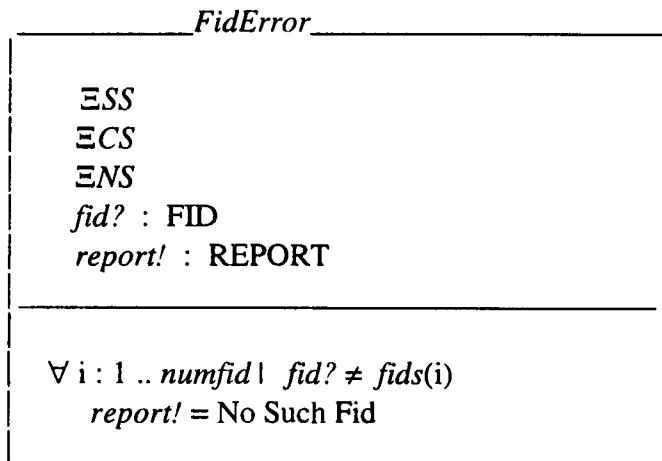 FidError
ΞSS
ΞCS
ΞNS
fid? : FID
report! : REPORT
∀ i : 1 .. numfid | fid? ≠ fids(i)
report! = No Such Fid